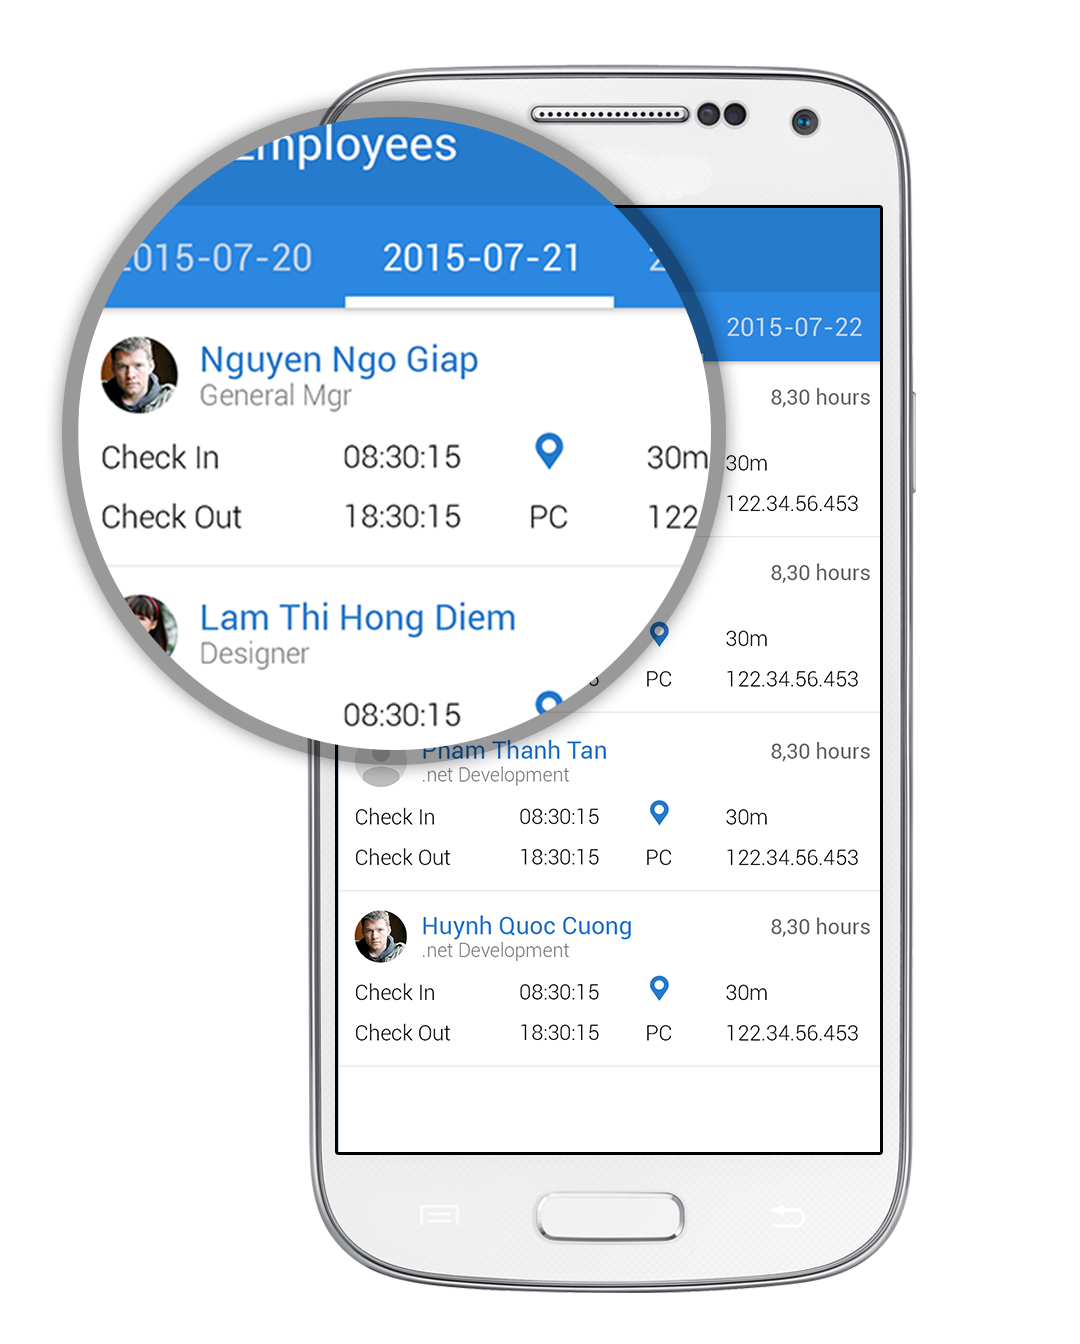 Employees
2015-07-20 2015-07-21
2015-07-22
Nguyen Ngo Giap
General Mgr
8,30 hours
Check In 08:30:15 30m
30m
Check Out 18:30:15 PC 122
122.34.56.453
Lam Thi Hong Diem
Designer
8,30 hours
08:30:15
30m
PC 122.34.56.453
Pham Thanh Tan 8,30 hours
.net Development
Check In 08:30:15 30m
Check Out 18:30:15 PC 122.34.56.453
Huynh Quoc Cuong 8,30 hours
.net Development
Check In 08:30:15 30m
Check Out 18:30:15 PC 122.34.56.453